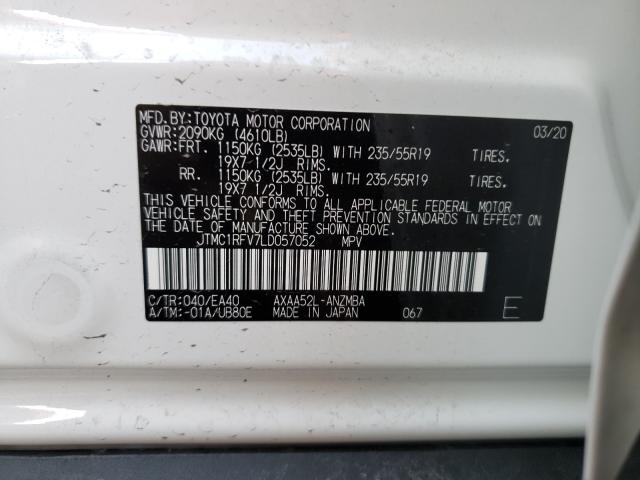 MFD.BY:TOYOTA MOTOR CORPORATION 03/20
GVWR:2090KG (4610LB)
GAWR:FRT. 1150KG (2535LB) WITH 235/55R19 TIRES.
19X7 1/2J RIMS.
RR. 1150KG (2535LB) WITH 235/55R19 TIRES.
19X7 1/2J RIMS.
THIS VEHICLE CONFORMS TO ALL APPLICABLE FEDERAL MOTOR
VEHICLE SAFETY AND THEFT PREVENTION STANDARDS IN EFFECT ON
THE DATE OF MANUFACTURE SHOWN ABOVE.
JTMC1RFV7LD057052 MPV
C/TR:040/EA40 AXAA52L-ANZMBA
A/TM:-01A/UB80E MADE IN JAPAN 067 E